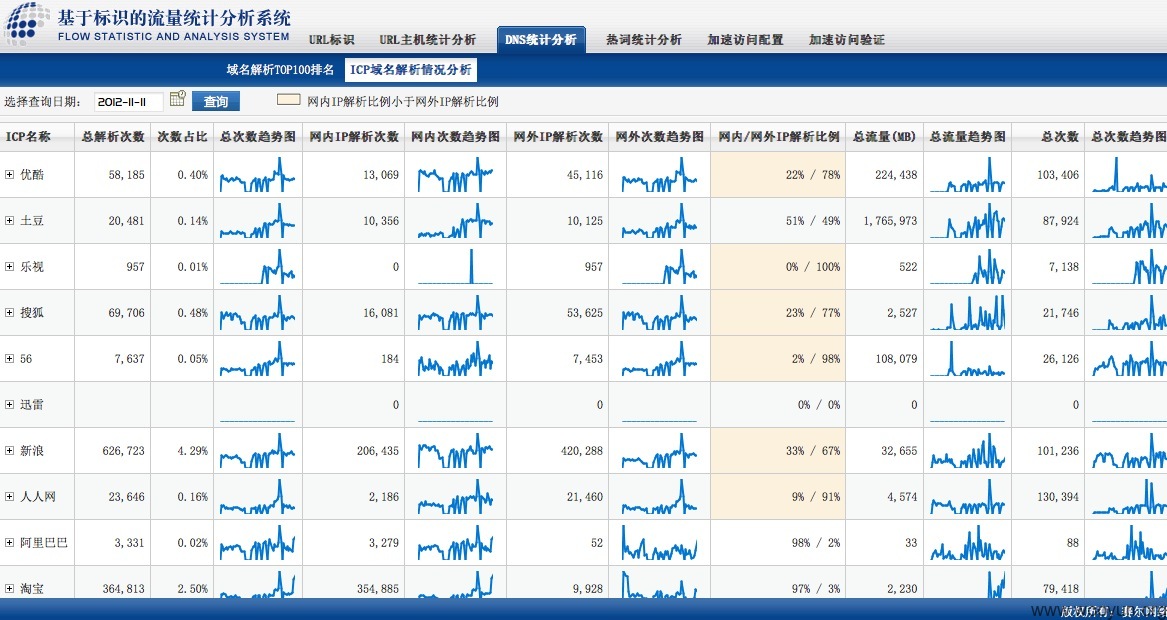 基于标识的流量统计分析系统
FLOW STATISTIC AND ANALYSIS SYSTEM
URL标识 URL主机统计分析 DNS统计分析 热词统计分析 加速访问配置 加速访问验证
域名解析TOP100排名 ICP域名解析情况分析
选择查询日期: 2012-11-11 查询 网内IP解析比例小于网外IP解析比例
ICP名称 总解析次数 次数占比 总次数趋势图 网内IP解析次数 网内次数趋势图 网外IP解析次数 网外次数趋势图 网内/网外IP解析比例 总流量(MB) 总流量趋势图 总次数 总次数趋势图
优酷 58,185 0.40% 13,069 45,116 22% / 78% 224,438 103,406
土豆 20,481 0.14% 10,356 10,125 51% / 49% 1,765,973 87,924
乐视 957 0.01% 0 957 0% / 100% 522 7,138
搜狐 69,706 0.48% 16,081 53,625 23% / 77% 2,527 21,746
56 7,637 0.05% 184 7,453 2% / 98% 108,079 26,126
迅雷 0 0 0% / 0% 0 0
新浪 626,723 4.29% 206,435 420,288 33% / 67% 32,655 101,236
人人网 23,646 0.16% 2,186 21,460 9% / 91% 4,574 130,394
阿里巴巴 3,331 0.02% 3,279 52 98% / 2% 33 88
淘宝 364,813 2.50% 354,885 9,928 97% / 3% 2,230 79,418
版权所有: 赛尔网络